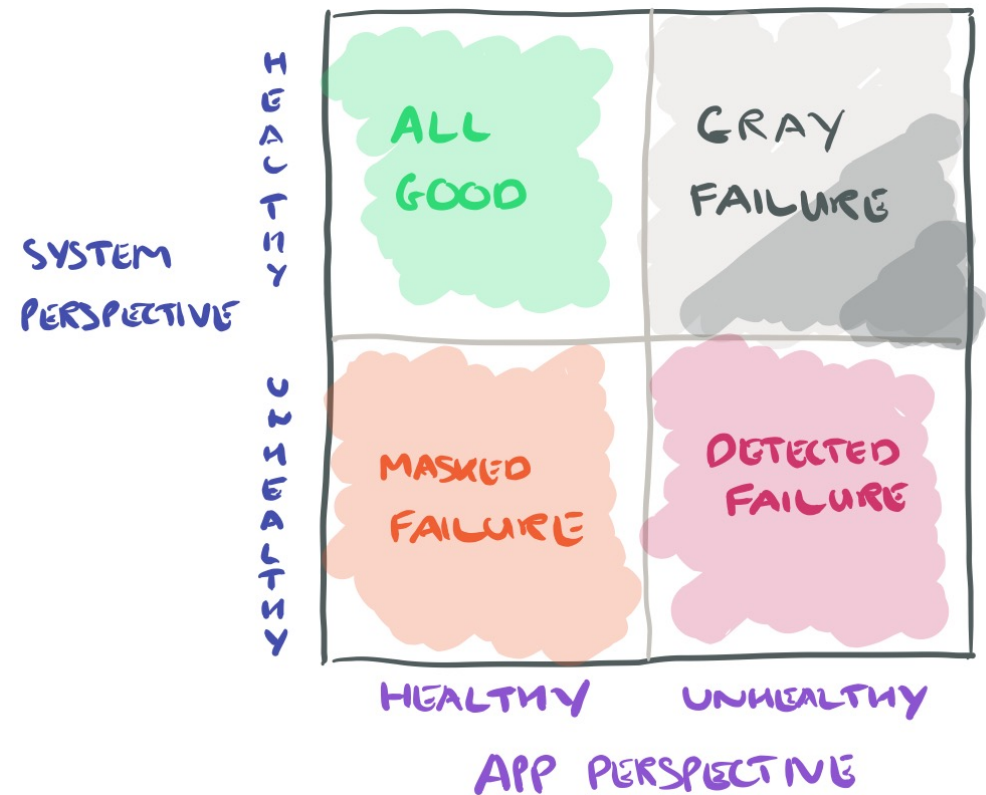 HEALTHY
ALL
GOOD
GRAY
FAILURE
SYSTEM
PERSPECTIVE
UNHEALTHY
MASKED
FAILURE
DETECTED
FAILURE
HEALTHY
UNHEALTHY
APP PERSPECTIVE